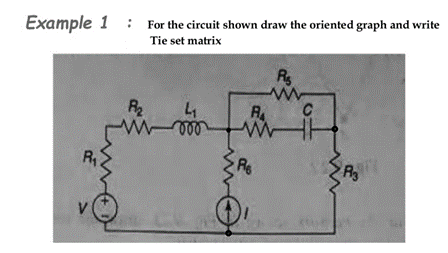 Example 1 : For the circuit shown draw the oriented graph and write
Tie set matrix
R5
R2 L1 R4 C
R1 R6 R3
V I